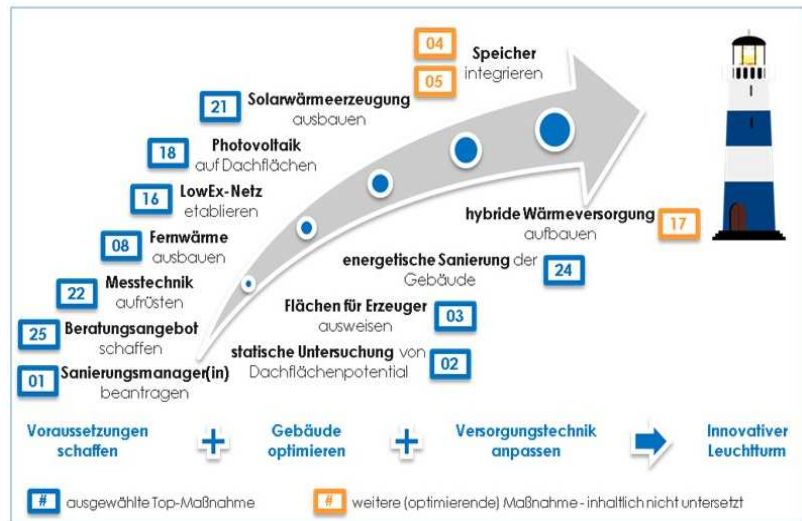 04
Speicher
integrieren
05
21
Solarwärmeerzeugung
ausbauen
18
Photovoltaik
auf Dachflächen
16
LowEx-Netz
etablieren
hybride Wärmeversorgung
aufbauen
17
08
Fernwärme
ausbauen
energetische Sanierung der
Gebäude
24
22
Messtechnik
aufrüsten
Flächen für Erzeuger
ausweisen
03
25
Beratungsangebot
schaffen
statische Untersuchung von
Dachflächenpotential
02
01
Sanierungsmanager(in)
beantragen
Voraussetzungen
schaffen
+
Gebäude
optimieren
+
Versorgungstechnik
anpassen
Innovativer
Leuchtturm
# ausgewählte Top-Maßnahme
# weitere (optimierende) Maßnahme - inhaltlich nicht untersetzt